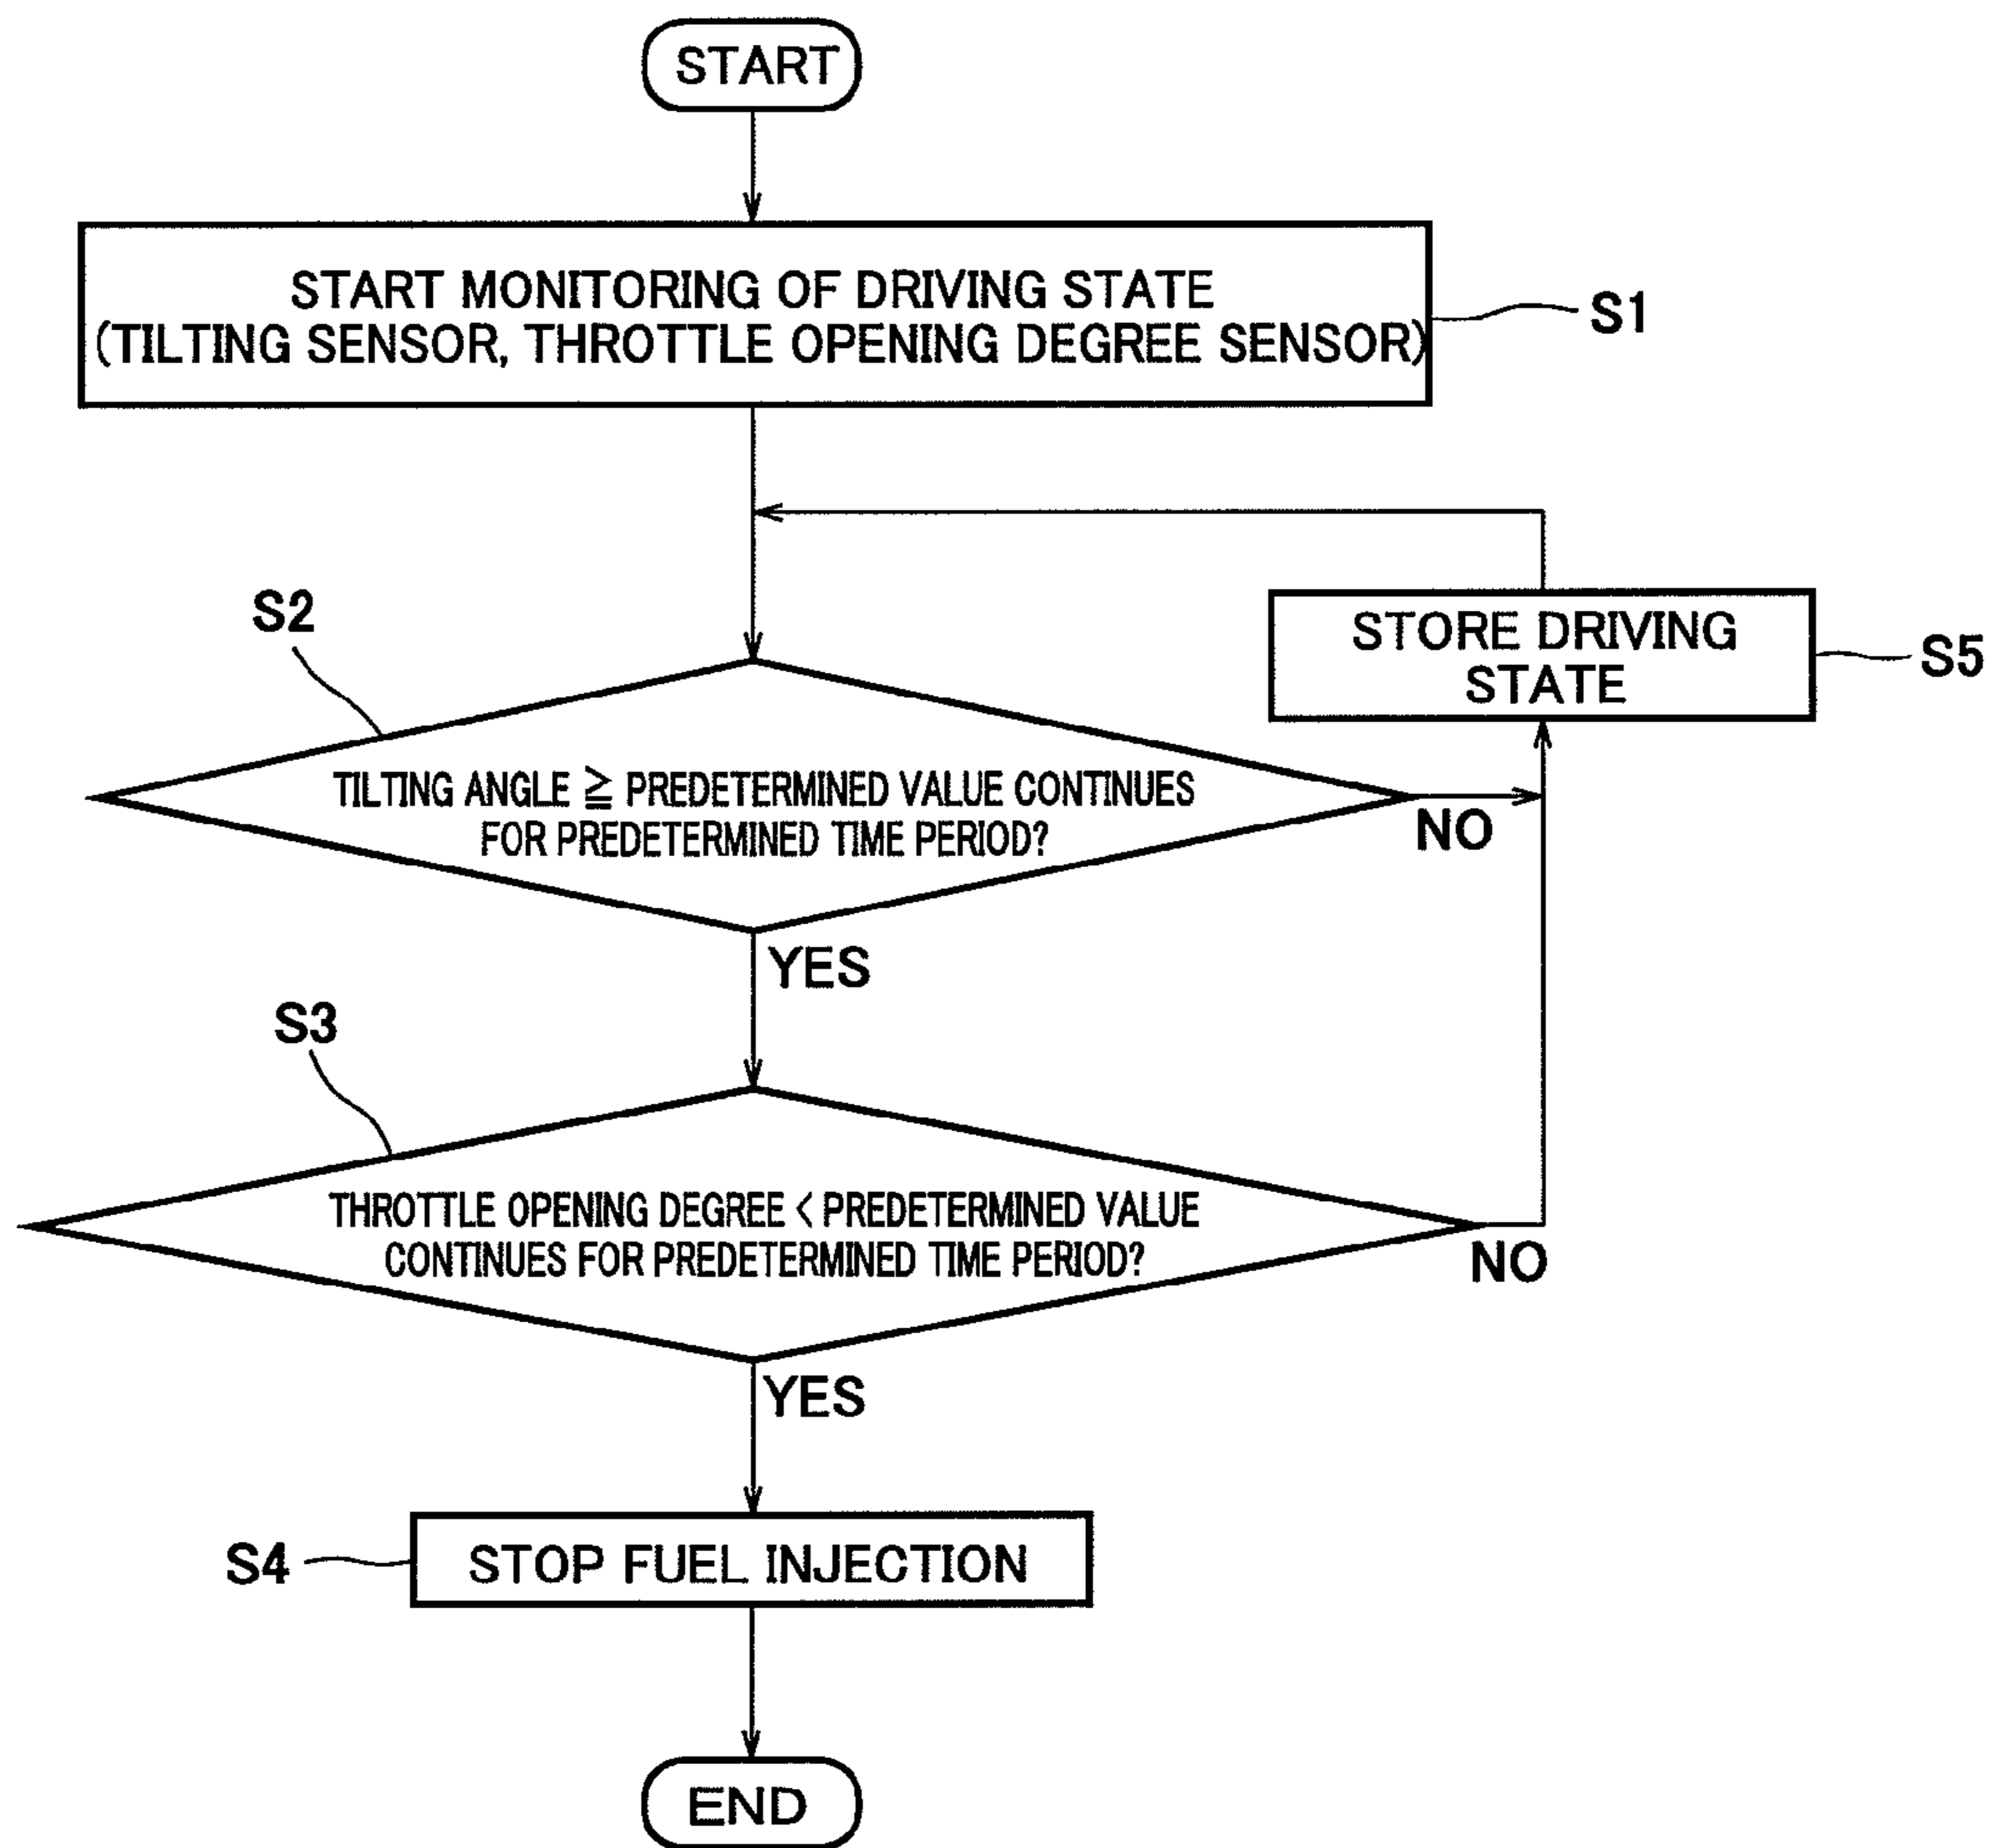 START
START MONITORING OF DRIVING STATE
(TILTING SENSOR, THROTTLE OPENING DEGREE SENSOR)
S1
S2
STORE DRIVING
STATE
S5
TILTING ANGLE ≧ PREDETERMINED VALUE CONTINUES
FOR PREDETERMINED TIME PERIOD?
NO
YES
S3
THROTTLE OPENING DEGREE < PREDETERMINED VALUE
CONTINUES FOR PREDETERMINED TIME PERIOD?
NO
YES
S4
STOP FUEL INJECTION
END